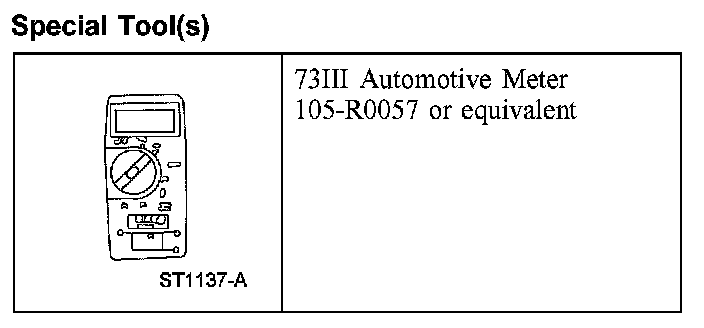 Special Tool(s)
73III Automotive Meter
105-R0057 or equivalent
ST1137-A